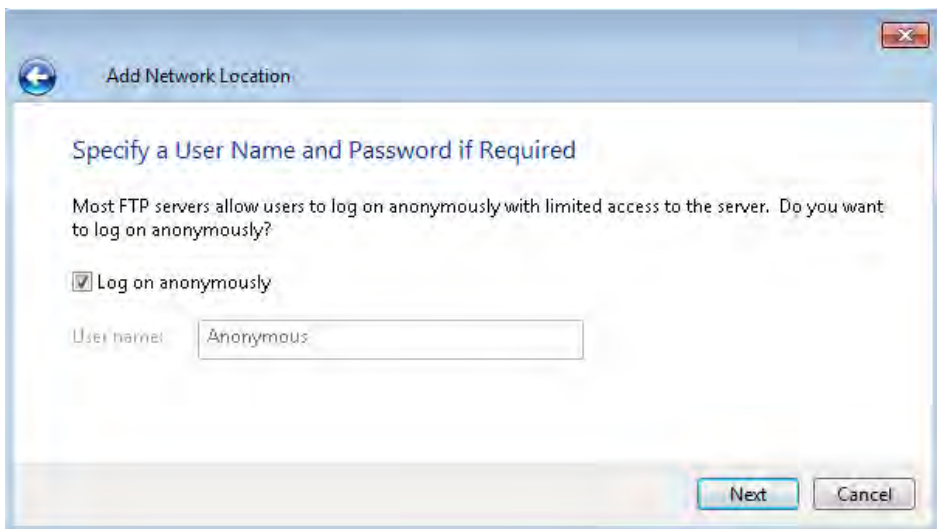 Add Network Location
Specify a User Name and Password if Required
Most FTP servers allow users to log on anonymously with limited access to the server. Do you want
to log on anonymously?
Log on anonymously
User name: Anonymous
Next Cancel